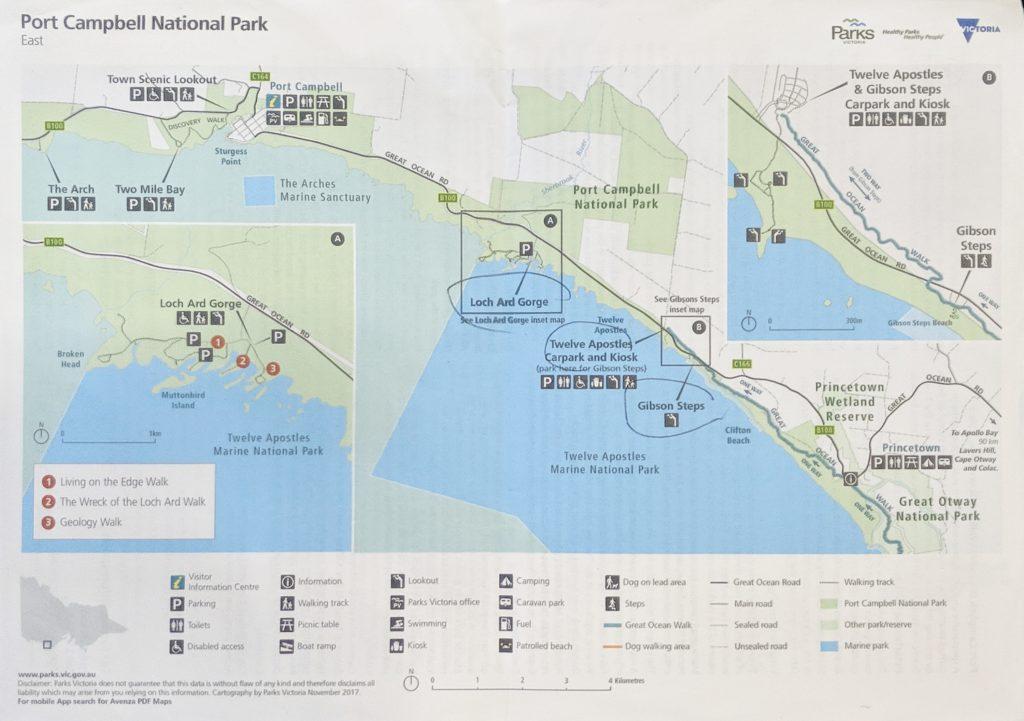 Port Campbell National Park
East
Parks
VICTORIA
Healthy Parks
Healthy People
VICTORIA
Town Scenic Lookout
C164
Port Campbell
B100
DISCOVERY WALK
Sturgess
Point
The Arch
Two Mile Bay
The Arches
Marine Sanctuary
GREAT OCEAN RD
B100
Sherbrook
River
Port Campbell
National Park
A
Loch Ard Gorge
See Loch Ard Gorge inset map
See Gibsons Steps
inset map
B
Twelve
Apostles
Twelve Apostles
Carpark and Kiosk
(park here for Gibson Steps)
Gibson Steps
C166
ONE WAY
GREAT
OCEAN
WALK
Clifton
Beach
Twelve Apostles
Marine National Park
Princetown
Wetland
Reserve
B100
GREAT
OCEAN
RD
To Apollo Bay
90 km
Lavers Hill,
Cape Otway
and Colac.
Princetown
ONE WAY
ONE WAY
Great Otway
National Park
B100
A
Loch Ard Gorge
GREAT OCEAN RD
Broken
Head
1
2
3
Muttonbird
Island
N
0 1km
Twelve Apostles
Marine National Park
1 Living on the Edge Walk
2 The Wreck of the Loch Ard Walk
3 Geology Walk
B
Twelve Apostles
& Gibson Steps
Carpark and Kiosk
GREAT
OCEAN
WALK
TWO WAY
B100
GREAT OCEAN RD
Gibson
Steps
ONE WAY
Gibson Steps Beach
N
0 300m
Visitor
Information Centre
Parking
Toilets
Disabled access
Information
Walking track
Picnic table
Boat ramp
Lookout
Parks Victoria office
Swimming
Kiosk
Camping
Caravan park
Fuel
Patrolled beach
Dog on lead area
Steps
Great Ocean Walk
Dog walking area
Great Ocean Road
Main road
Sealed road
Unsealed road
Walking track
Port Campbell National Park
Other park/reserve
Marine park
www.parks.vic.gov.au
Disclaimer: Parks Victoria does not guarantee that this data is without flaw of any kind and therefore disclaims all
liability which may arise from you relying on this information. Cartography by Parks Victoria November 2017.
For mobile App search for Avenza PDF Maps
N
0 1 2 3 4 Kilometres